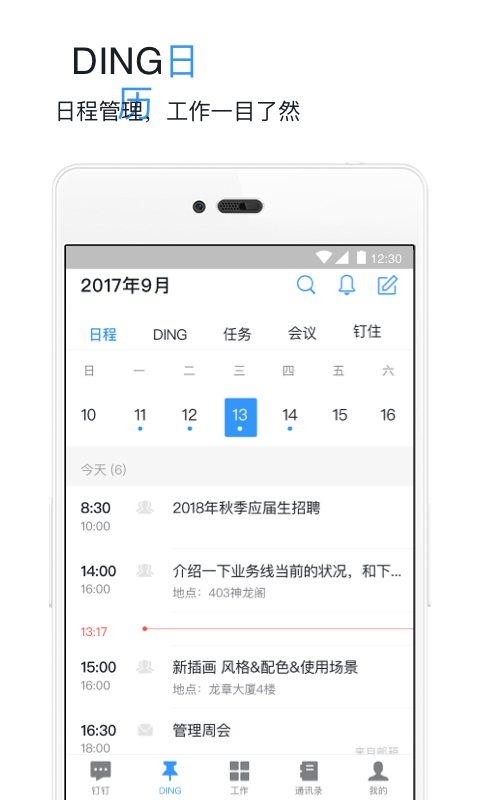 DING日历
日程管理，工作一目了然
12:30
2017年9月
日程 DING 任务 会议 钉住
日 一 二 三 四 五 六
10 11 12 13 14 15 16
今天 (6)
8:30 2018年秋季应届生招聘
10:00
14:00 介绍一下业务线当前的状况，和下...
16:00 地点：403神龙阁
13:17
15:00 新插画 风格&配色&使用场景
16:00 地点：龙章大厦4楼
16:30 管理周会
18:00 来自邮箱
钉钉 DING 工作 通讯录 我的